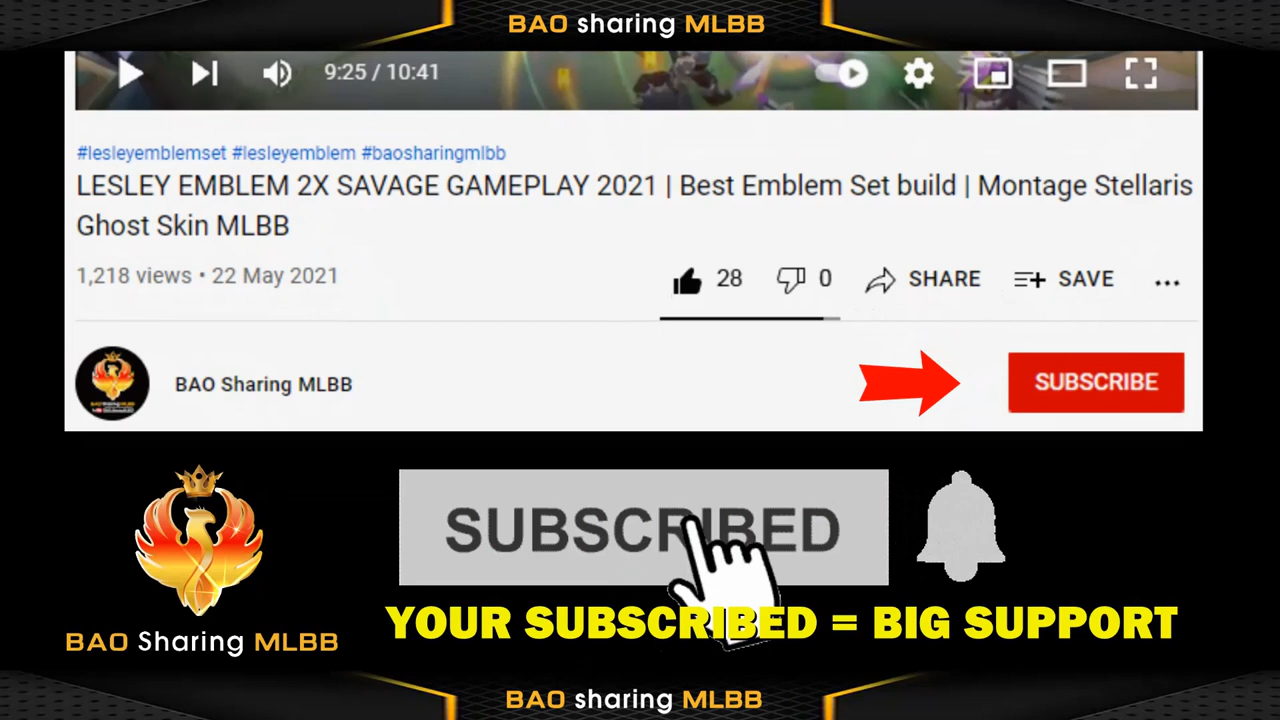 BAO sharing MLBB
9:25 / 10:41
#lesleyemblemset #lesleyemblem #baosharingmlbb
LESLEY EMBLEM 2X SAVAGE GAMEPLAY 2021 | Best Emblem Set build | Montage Stellaris
Ghost Skin MLBB
1,218 views • 22 May 2021
28 0 SHARE SAVE
BAO Sharing MLBB
SUBSCRIBE
SUBSCRIBED
YOUR SUBSCRIBED = BIG SUPPORT
BAO Sharing MLBB
BAO sharing MLBB